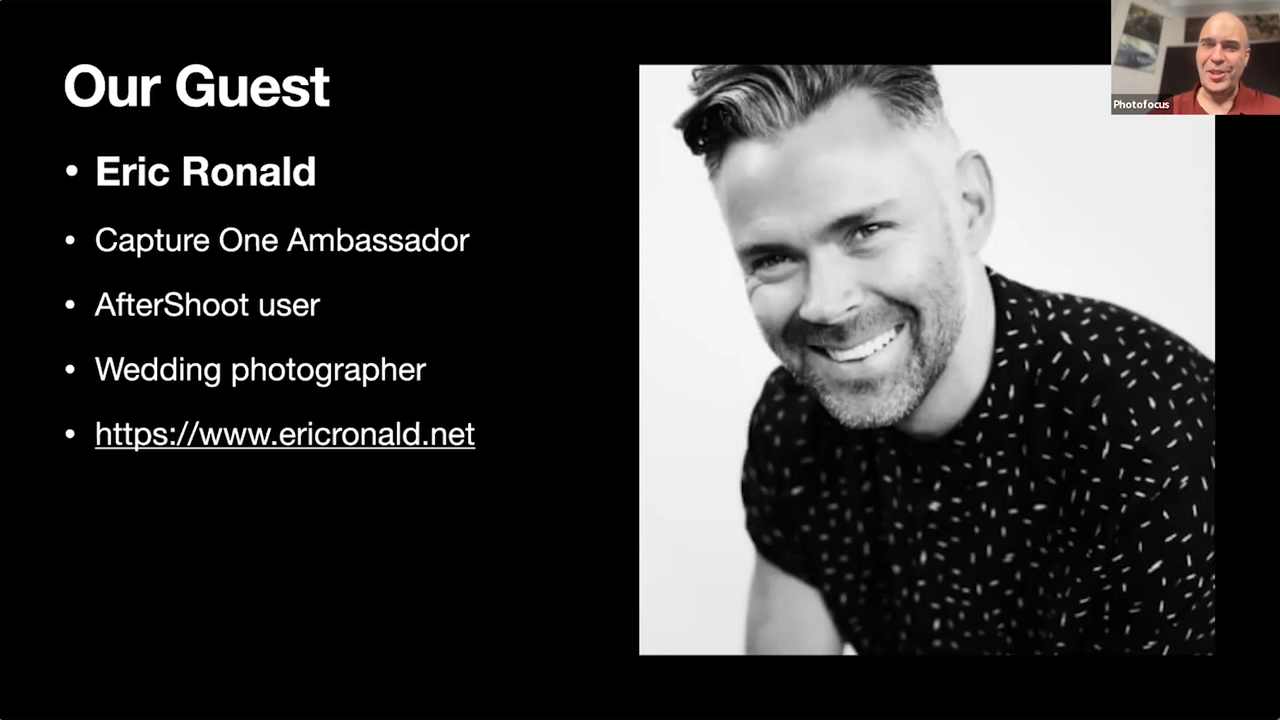 Our Guest
• Eric Ronald
• Capture One Ambassador
• AfterShoot user
• Wedding photographer
• https://www.ericronald.net
Photofocus